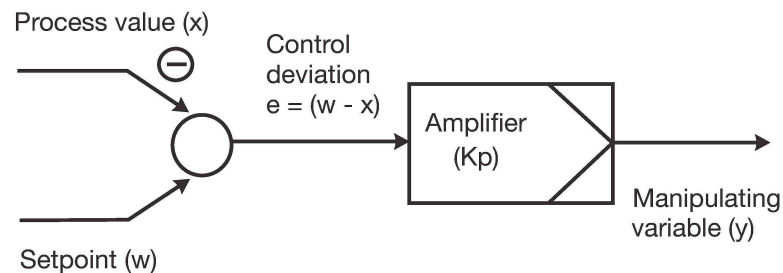 Process value (x)
Control
deviation
e = (w - x)
Amplifier
(Kp)
Manipulating
variable (y)
Setpoint (w)